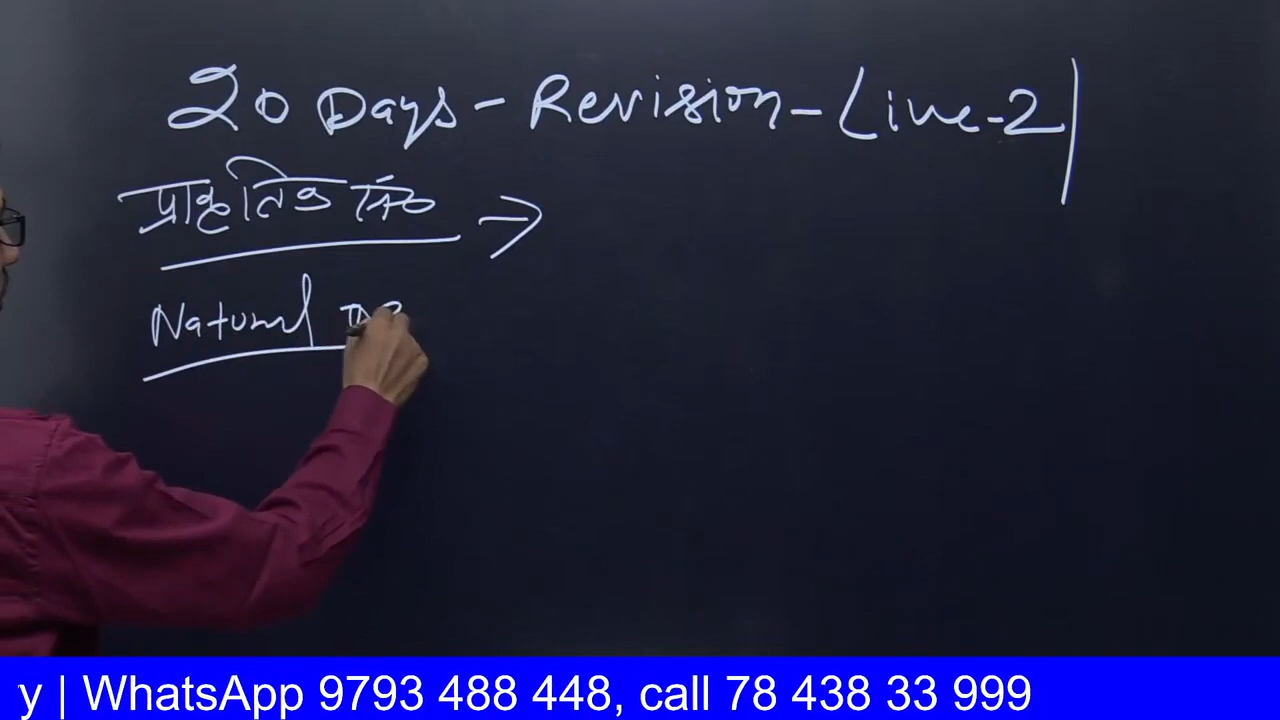 20 Days - Revision - Live - 2
प्राकृतिक →
Natural
y | WhatsApp 9793 488 448, call 78 438 33 999